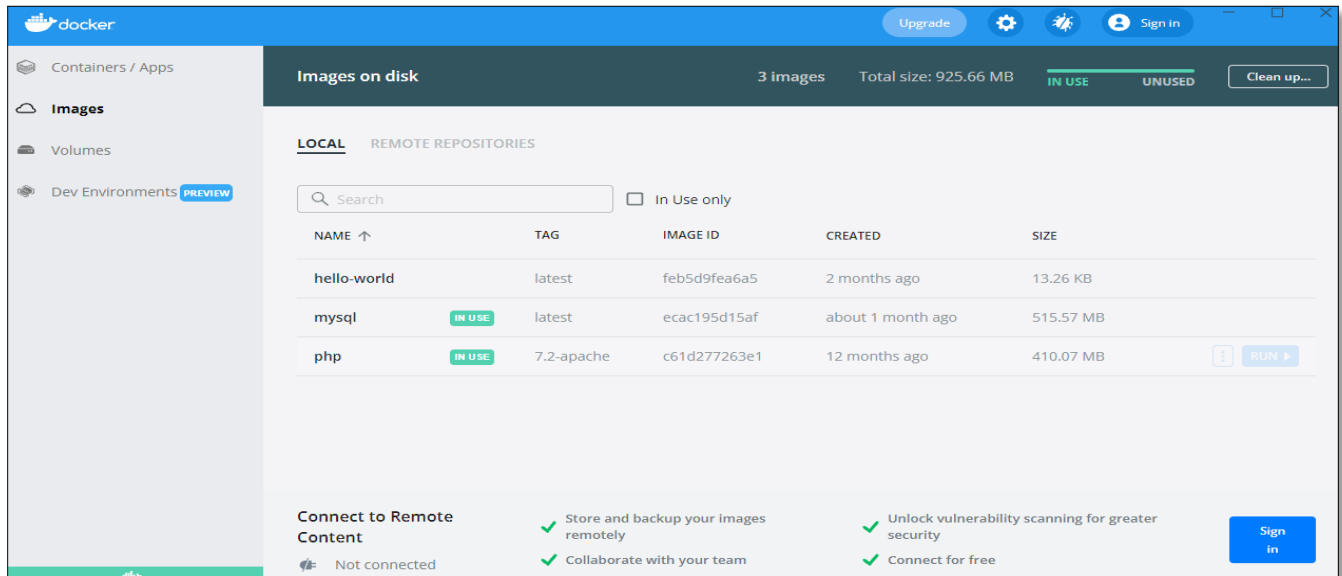 docker
Upgrade
Sign in
Containers / Apps
Images
Volumes
Dev Environments PREVIEW
Images on disk
3 images
Total size: 925.66 MB
IN USE
UNUSED
Clean up...
LOCAL
REMOTE REPOSITORIES
Search
In Use only
NAME TAG IMAGE ID CREATED SIZE
hello-world latest feb5d9fea6a5 2 months ago 13.26 KB
mysql IN USE latest ecac195d15af about 1 month ago 515.57 MB
php IN USE 7.2-apache c61d277263e1 12 months ago 410.07 MB RUN
Connect to Remote
Content
Not connected
Store and backup your images
remotely
Collaborate with your team
Unlock vulnerability scanning for greater
security
Connect for free
Sign
in